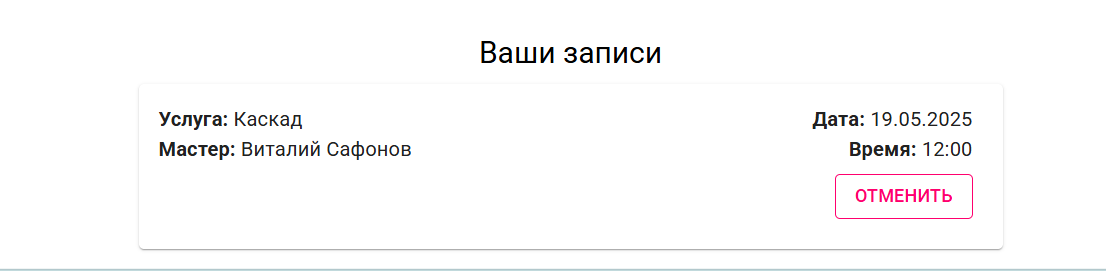 Ваши записи
Услуга: Каскад
Дата: 19.05.2025
Мастер: Виталий Сафонов
Время: 12:00
ОТМЕНИТЬ